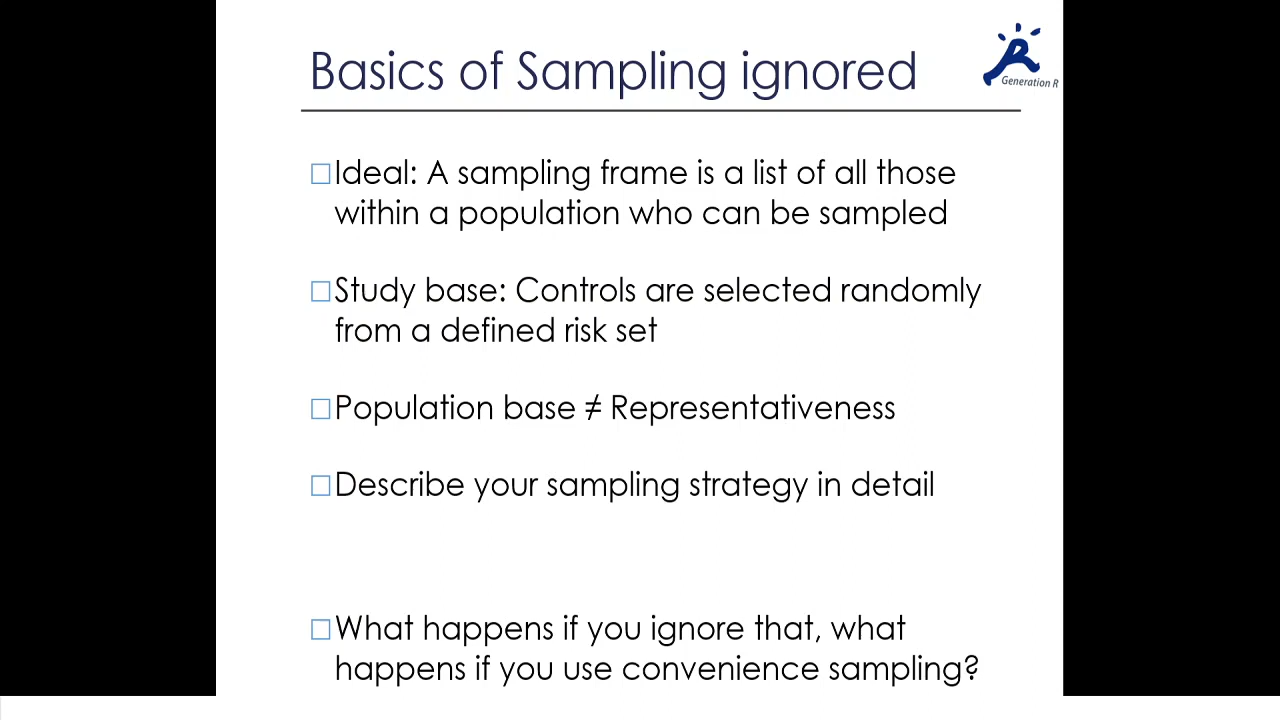 Basics of Sampling ignored
Generation R
□Ideal: A sampling frame is a list of all those
within a population who can be sampled
□Study base: Controls are selected randomly
from a defined risk set
□Population base ≠ Representativeness
□Describe your sampling strategy in detail
□What happens if you ignore that, what
happens if you use convenience sampling?